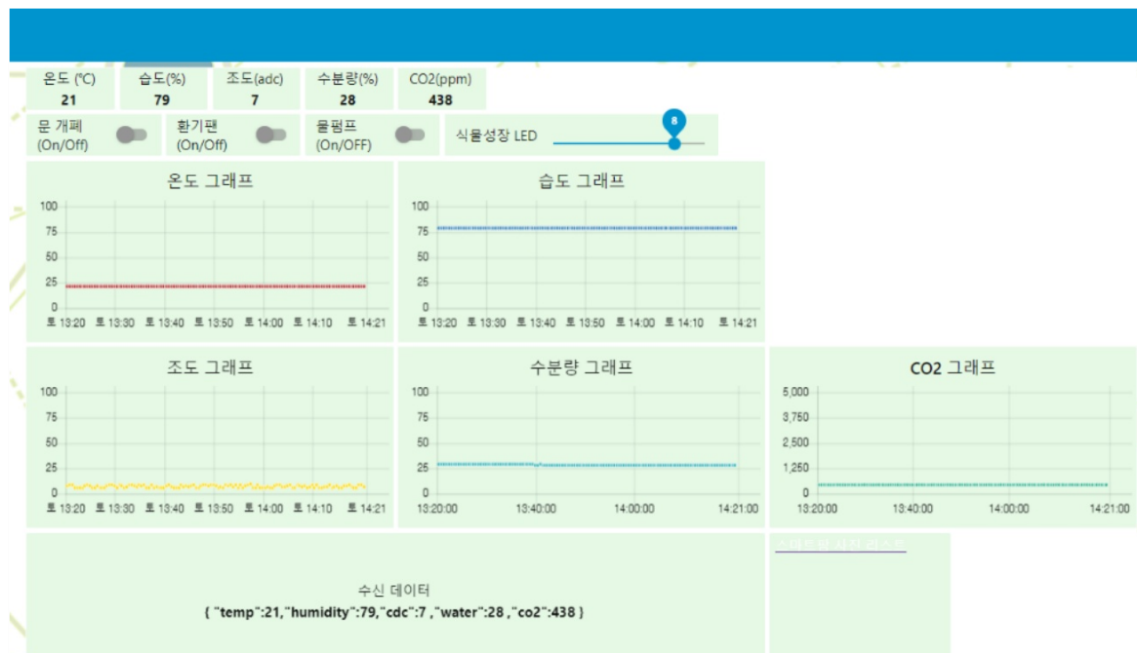 온도 (℃) 습도(%) 조도(adc) 수분량(%) CO2(ppm)
21 79 7 28 438
문 개폐 (On/Off) 환기팬 (On/Off) 물펌프 (On/OFF) 식물성장 LED 8
온도 그래프
100
75
50
25
0
토 13:20 토 13:30 토 13:40 토 13:50 토 14:00 토 14:10 토 14:21
습도 그래프
100
75
50
25
0
토 13:20 토 13:30 토 13:40 토 13:50 토 14:00 토 14:10 토 14:21
조도 그래프
100
75
50
25
0
토 13:20 토 13:30 토 13:40 토 13:50 토 14:00 토 14:10 토 14:21
수분량 그래프
100
75
50
25
0
13:20:00 13:40:00 14:00:00 14:21:00
CO2 그래프
5,000
3,750
2,500
1,250
0
13:20:00 13:40:00 14:00:00 14:21:00
수신 데이터
{ "temp":21,"humidity":79,"cdc":7 ,"water":28 ,"co2":438 }